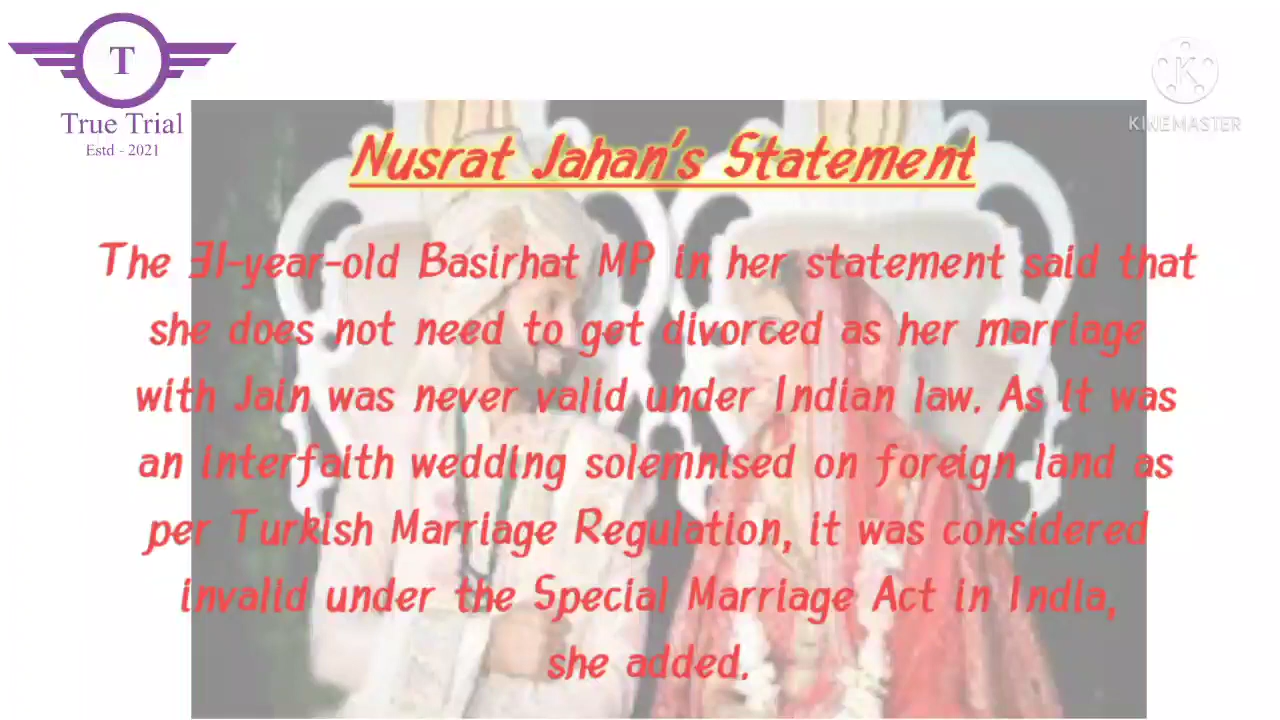 T
True Trial
Estd - 2021
K
KINEMASTER
Nusrat Jahan's Statement
The 31-year-old Basirhat MP in her statement said that
she does not need to get divorced as her marriage
with Jain was never valid under Indian law. As it was
an interfaith wedding solemnised on foreign land as
per Turkish Marriage Regulation, it was considered
invalid under the Special Marriage Act in India,
she added.